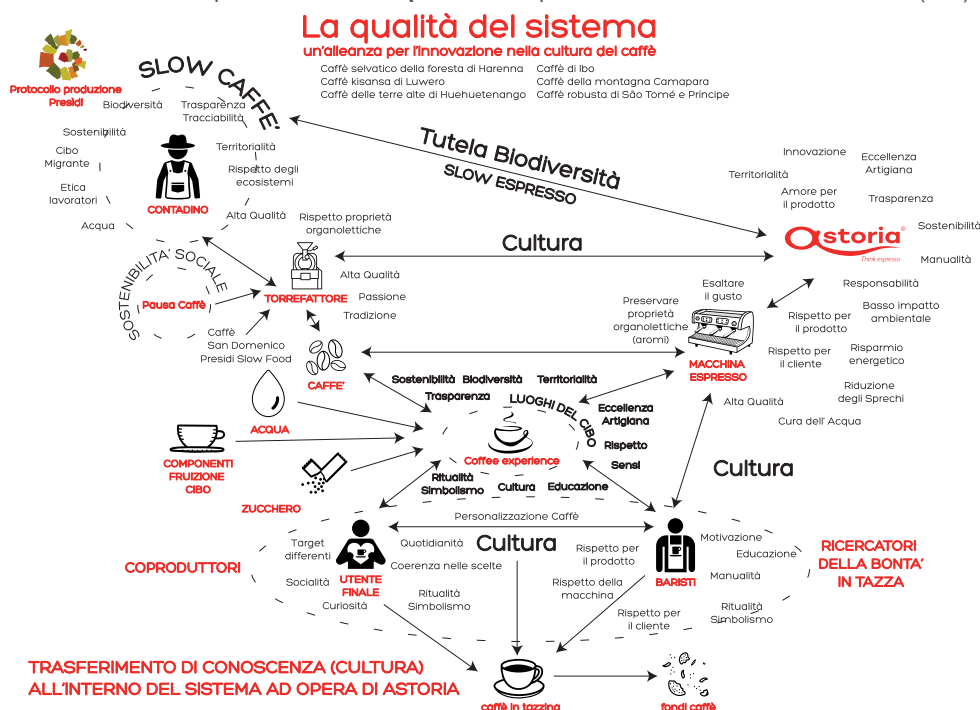 La qualità del sistema
un'alleanza per l'innovazione nella cultura del caffè
Caffè selvatico della foresta di Harenna
Caffè kisansa di Luwero
Caffè delle terre alte di Huehuetenango
Caffè di Ibo
Caffè della montagna Camapara
Caffè robusta di São Tomé e Príncipe
Protocollo produzione
Presidi
SLOW CAFFE'
Biodiversità
Trasparenza
Tracciabilità
Sostenibilità
Cibo
Migrante
Etica
lavoratori
Acqua
Territorialità
Rispetto degli
ecosistemi
Alta Qualità
CONTADINO
Tutela Biodiversità
SLOW ESPRESSO
Innovazione
Eccellenza
Artigiana
Territorialità
Amore per
il prodotto
Trasparenza
astoria®
Think espresso
Sostenibilità
Manualità
Responsabilità
Basso impatto
ambientale
Rispetto per
il prodotto
Risparmio
energetico
Rispetto per
il cliente
Riduzione
degli Sprechi
Alta Qualità
Cura dell' Acqua
Rispetto proprietà
organolettiche
Cultura
SOSTENIBILITA' SOCIALE
Pausa Caffè
TORREFATTORE
Alta Qualità
Passione
Tradizione
Caffè
San Domenico
Presidi Slow Food
Esaltare
il gusto
Preservare
proprietà
organolettiche
(aromi)
MACCHINA
ESPRESSO
CAFFE'
ACQUA
COMPONENTI
FRUIZIONE
CIBO
ZUCCHERO
Sostenibilità
Biodiversità
Territorialità
Trasparenza
LUOGHI DEL CIBO
Eccellenza
Artigiana
Rispetto
Sensi
Coffee experience
Ritualità
Simbolismo
Cultura
Educazione
Cultura
Personalizzazione Caffè
Cultura
COPRODUTTORI
Target
differenti
Quotidianità
Coerenza nelle scelte
Socialità
UTENTE
FINALE
Curiosità
Ritualità
Simbolismo
Rispetto per
il prodotto
Rispetto della
macchina
Rispetto per
il cliente
BARISTI
Motivazione
Educazione
Manualità
Ritualità
Simbolismo
RICERCATORI
DELLA BONTA'
IN TAZZA
TRASFERIMENTO DI CONOSCENZA (CULTURA)
ALL'INTERNO DEL SISTEMA AD OPERA DI ASTORIA
caffè in tazzina
fondi caffè